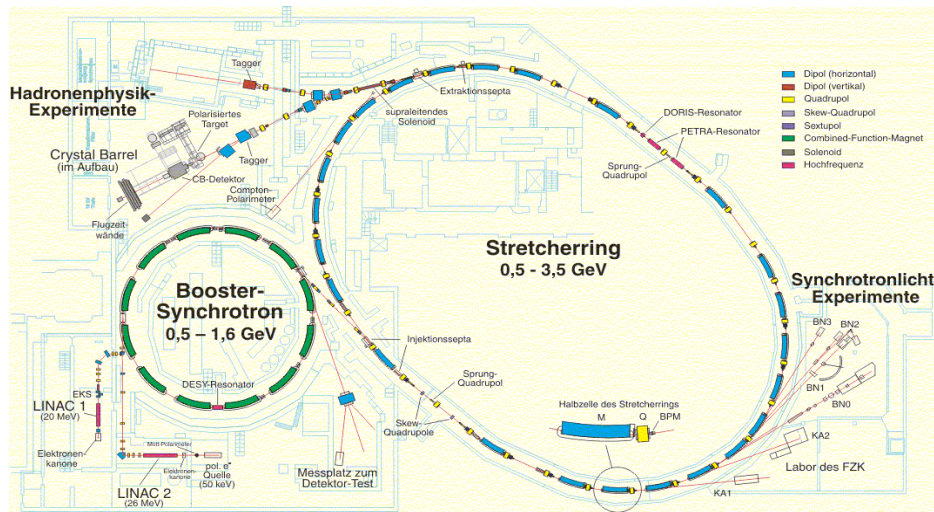 Hadronenphysik-
Experimente
Tagger
Polarisiertes
Target
Crystal Barrel
(im Aufbau)
CB-Detektor
Tagger
Flugzeit
wände
Compton-
Polarimeter
supraleitendes
Solenoid
Extraktionssepta
DORIS-Resonator
PETRA-Resonator
Sprung-
Quadrupol
Dipol (horizontal)
Dipol (vertikal)
Quadrupol
Skew-Quadrupol
Sextupol
Combined-Function-Magnet
Solenoid
Hochfrequenz
Stretcherring
0,5 - 3,5 GeV
Booster-
Synchrotron
0,5 – 1,6 GeV
DESY-Resonator
Injektionssepta
Sprung-
Quadrupol
Skew-
Quadrupole
Synchrotronlicht
Experimente
BN3
BN2
BN1
BN0
KA2
Labor des FZK
KA1
Halbzelle des Stretcherrings
M
Q
BPM
EKS
LINAC 1
(20 MeV)
Elektronen-
kanone
Mott-Polarimeter
Elektronen-
kanone
pol. e-
Quelle
(50 keV)
LINAC 2
(26 MeV)
Messplatz zum
Detektor-Test